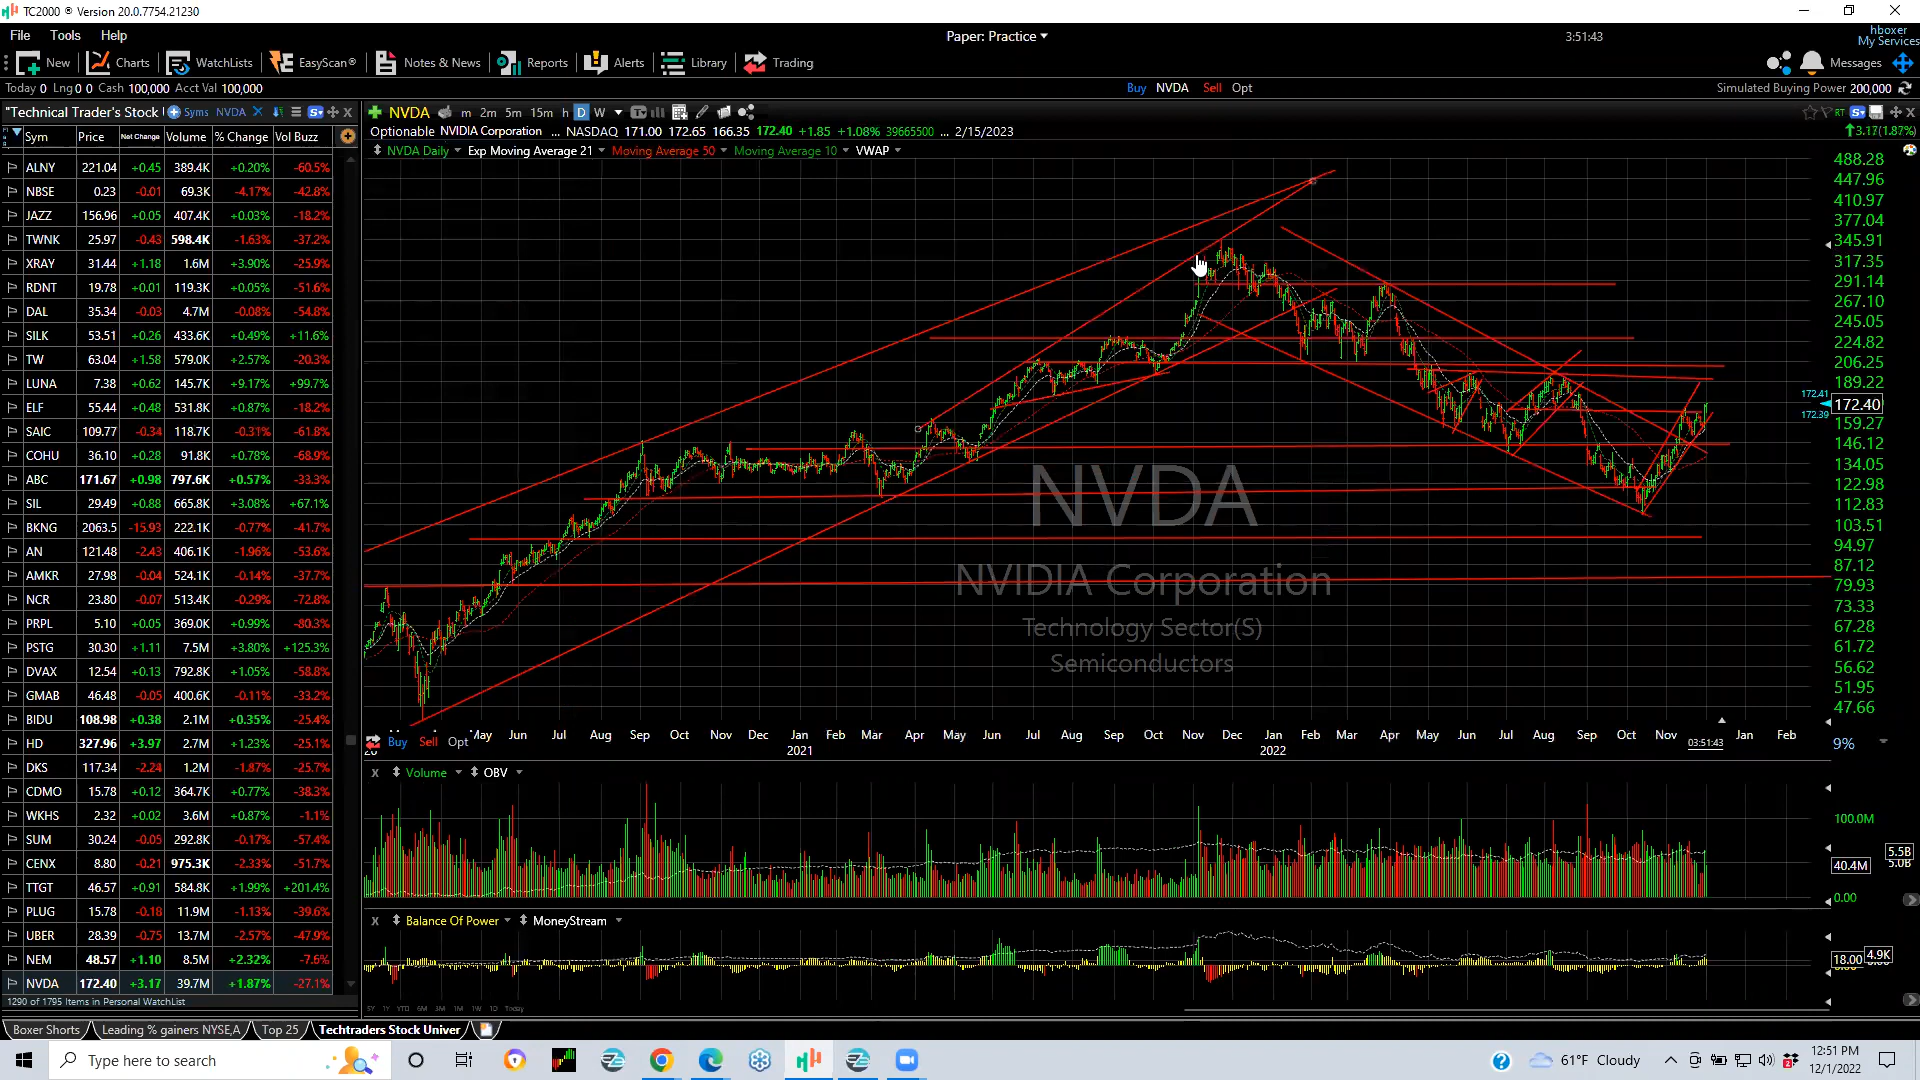 TC2000 ® Version 20.0.7754.21230
File Tools Help
Paper: Practice
3:51:43
hboxer
My Services
New Charts WatchLists EasyScan® Notes & News Reports Alerts Library Trading
Messages
Today 0 Lng 0 0 Cash 100,000 Acct Val 100,000
Buy NVDA Sell Opt
Simulated Buying Power 200,000
"Technical Trader's Stock Syms NVDA
NVDA m 2m 5m 15m h D W
RT
Optionable NVIDIA Corporation ... NASDAQ 171.00 172.65 166.35 172.40 +1.85 +1.08% 39665500 ... 2/15/2023
3.17(1.87%)
NVDA Daily Exp Moving Average 21 Moving Average 50 Moving Average 10 VWAP
Sym Price Net Change Volume % Change Vol Buzz
ALNY 221.04 +0.45 389.4K +0.20% -60.5%
NBSE 0.23 -0.01 69.3K -4.17% -42.8%
JAZZ 156.96 +0.05 407.4K +0.03% -18.2%
TWNK 25.97 -0.43 598.4K -1.63% -37.2%
XRAY 31.44 +1.18 1.6M +3.90% -25.9%
RDNT 19.78 +0.01 119.3K +0.05% -51.6%
DAL 35.34 -0.03 4.7M -0.08% -54.8%
SILK 53.51 +0.26 433.6K +0.49% +11.6%
TW 63.04 +1.58 579.0K +2.57% -20.3%
LUNA 7.38 +0.62 145.7K +9.17% +99.7%
ELF 55.44 +0.48 531.8K +0.87% -18.2%
SAIC 109.77 -0.34 118.7K -0.31% -61.8%
COHU 36.10 +0.28 91.8K +0.78% -68.9%
ABC 171.67 +0.98 797.6K +0.57% -33.3%
SIL 29.49 +0.88 665.8K +3.08% +67.1%
BKNG 2063.5 -15.93 222.1K -0.77% -41.7%
AN 121.48 -2.43 406.1K -1.96% -53.6%
AMKR 27.98 -0.04 524.1K -0.14% -37.7%
NCR 23.80 -0.07 513.4K -0.29% -72.8%
PRPL 5.10 +0.05 369.0K +0.99% -80.3%
PSTG 30.30 +1.11 7.5M +3.80% +125.3%
DVAX 12.54 +0.13 792.8K +1.05% -58.8%
GMAB 46.48 -0.05 400.6K -0.11% -33.2%
BIDU 108.98 +0.38 2.1M +0.35% -25.4%
HD 327.96 +3.97 2.7M +1.23% -25.1%
DKS 117.34 -2.24 1.2M -1.87% -25.7%
CDMO 15.78 +0.12 364.7K +0.77% -38.3%
WKHS 2.32 +0.02 3.6M +0.87% -1.1%
SUM 30.24 -0.05 292.8K -0.17% -57.4%
CENX 8.80 -0.21 975.3K -2.33% -51.7%
TTGT 46.57 +0.91 584.8K +1.99% +201.4%
PLUG 15.78 -0.18 11.9M -1.13% -39.6%
UBER 28.39 -0.75 13.7M -2.57% -47.9%
NEM 48.57 +1.10 8.5M +2.32% -7.6%
NVDA 172.40 +3.17 39.7M +1.87% -27.1%
1290 of 1795 Items in Personal WatchList
488.28
447.96
410.97
377.04
345.91
317.35
291.14
267.10
245.05
224.82
206.25
189.22
172.41
172.40
172.39
159.27
146.12
134.05
122.98
112.83
103.51
94.97
87.12
79.93
73.33
67.28
61.72
56.62
51.95
47.66
NVDA
NVIDIA Corporation
Technology Sector(S)
Semiconductors
Buy Sell Opt
May Jun Jul Aug Sep Oct Nov Dec Jan Feb Mar Apr May Jun Jul Aug Sep Oct Nov Dec Jan Feb Mar Apr May Jun Jul Aug Sep Oct Nov Jan Feb
2021 2022
03:51:43
9%
x Volume OBV
100.0M
5.5B
5.0B
40.4M
0.00
x Balance Of Power MoneyStream
18.00 4.9K
5Y 1Y YTD 6M 3M 1M 1W 1D Today
Boxer Shorts Leading % gainers NYSE,A Top 25 Techtraders Stock Univer
Type here to search
61°F Cloudy
12:51 PM
12/1/2022